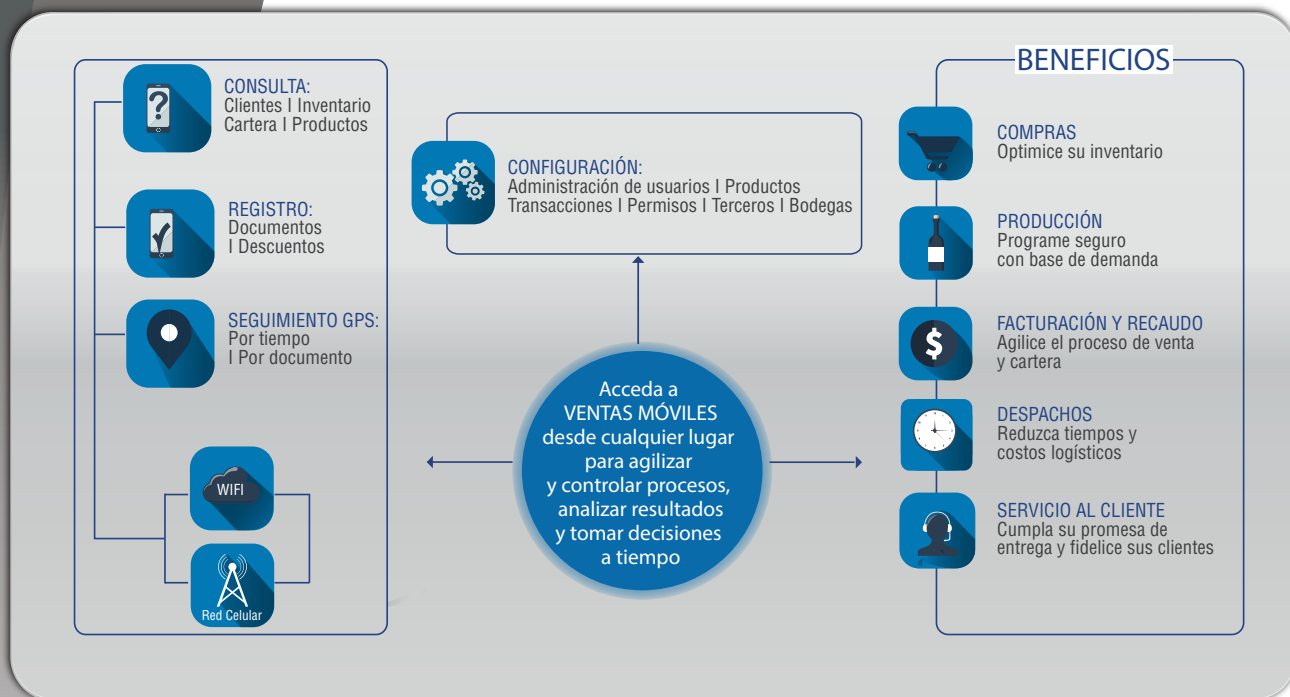 CONSULTA:
Clientes I Inventario
Cartera I Productos
REGISTRO:
Documentos
I Descuentos
SEGUIMIENTO GPS:
Por tiempo
I Por documento
WIFI
Red Celular
CONFIGURACIÓN:
Administración de usuarios I Productos
Transacciones I Permisos I Terceros I Bodegas
Acceda a
VENTAS MÓVILES
desde cualquier lugar
para agilizar
y controlar procesos,
analizar resultados
y tomar decisiones
a tiempo
BENEFICIOS
COMPRAS
Optimice su inventario
PRODUCCIÓN
Programe seguro
con base de demanda
FACTURACIÓN Y RECAUDO
Agilice el proceso de venta
y cartera
DESPACHOS
Reduzca tiempos y
costos logísticos
SERVICIO AL CLIENTE
Cumpla su promesa de
entrega y fidelice sus clientes